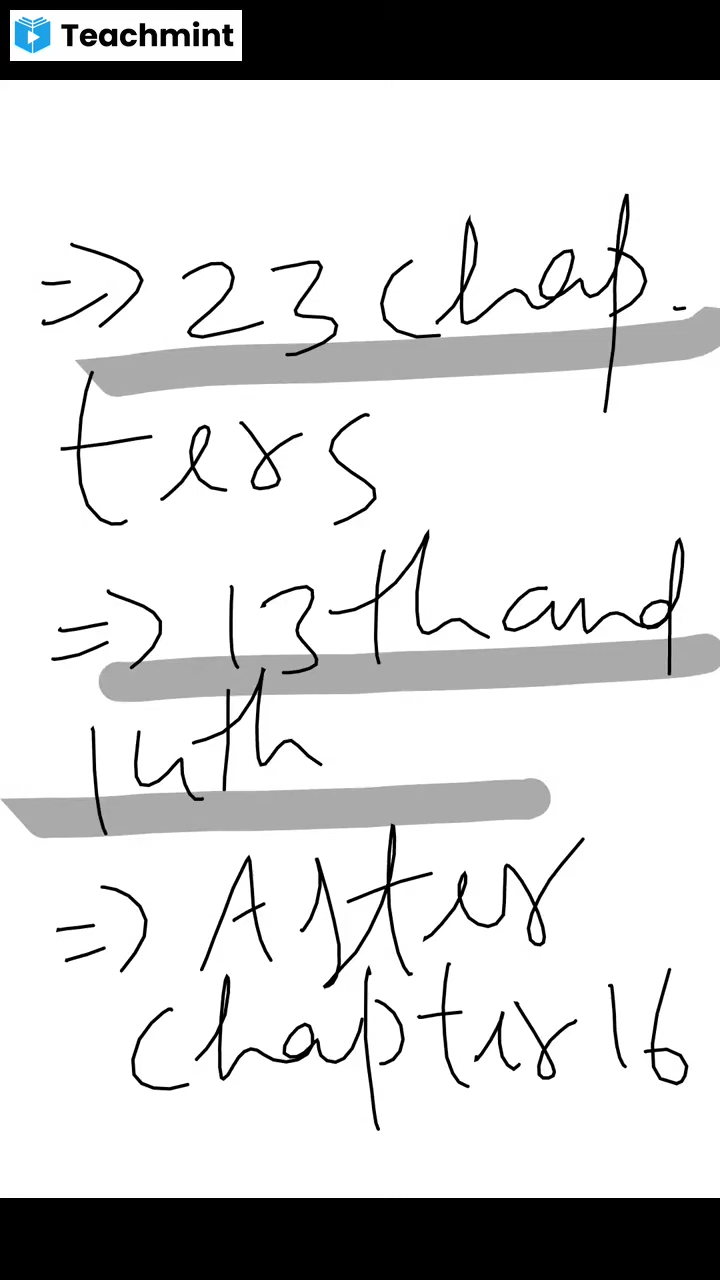 Teachmint
=> 23 chap-
ters
=> 13th and
14th
=> After
chapter 16